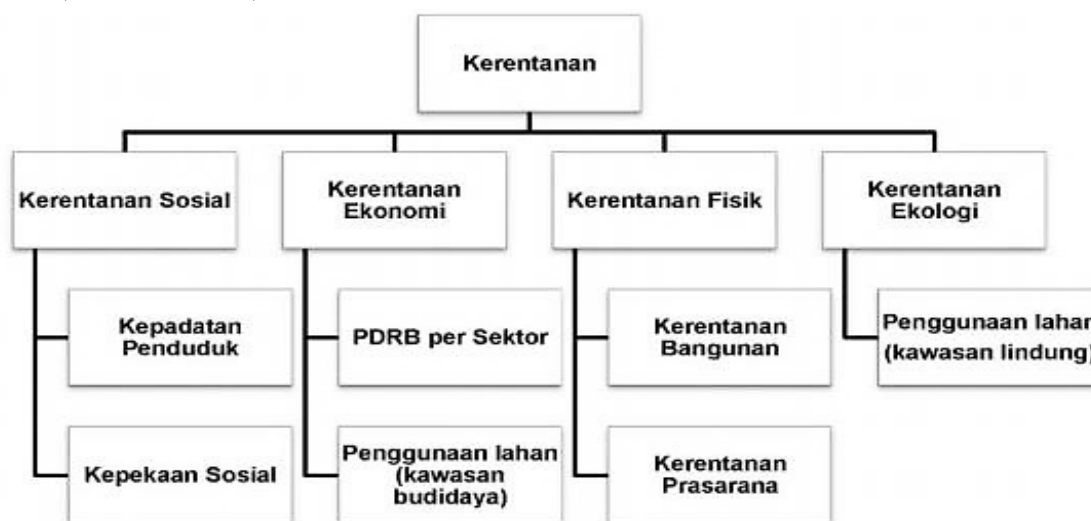 Kerentanan
Kerentanan Sosial
Kerentanan
Ekonomi
Kerentanan Fisik
Kerentanan
Ekologi
Kepadatan
Penduduk
PDRB per Sektor
Kerentanan
Bangunan
Penggunaan lahan
(kawasan lindung)
Kepekaan Sosial
Penggunaan lahan
(kawasan
budidaya)
Kerentanan
Prasarana